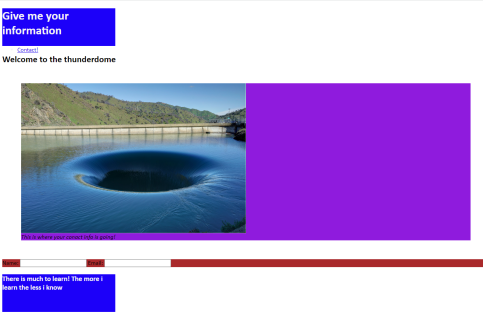 Give me your
information
Contact!
Welcome to the thunderdome
This is where your contact info is going!
Name:
Email:
There is much to learn! The more i
learn the less i know